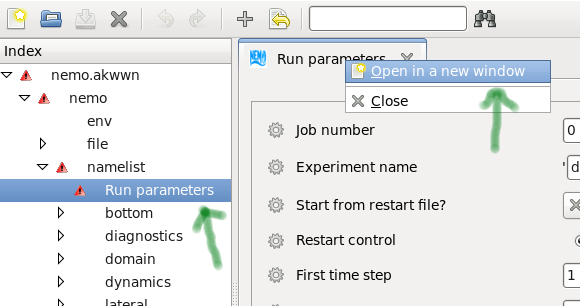 Index
nemo.akwwn
nemo
env
file
namelist
Run parameters
bottom
diagnostics
domain
dynamics
lateral
Run parameters
Open in a new window
Close
Job number
0
Experiment name
'd
Start from restart file?
Restart control
First time step
1